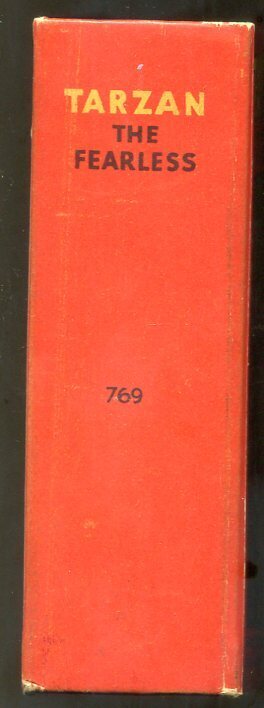 TARZAN
THE
FEARLESS
769